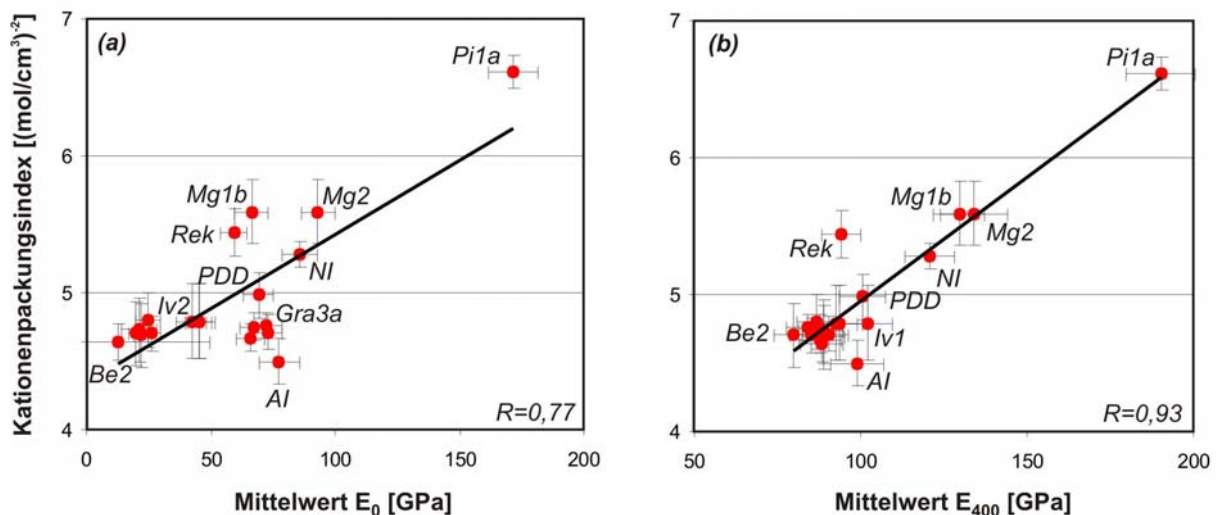 Kationenpackungsindex [(mol/cm³)⁻²]
7
6
5
4
(a)
Pi1a
Mg1b
Mg2
Rek
NI
PDD
Iv2
Gra3a
Be2
AI
R=0,77
0
50
100
150
200
Mittelwert E₀ [GPa]
7
6
5
4
(b)
Pi1a
Mg1b
Mg2
Rek
NI
PDD
Be2
Iv1
AI
R=0,93
50
100
150
200
Mittelwert E₄₀₀ [GPa]